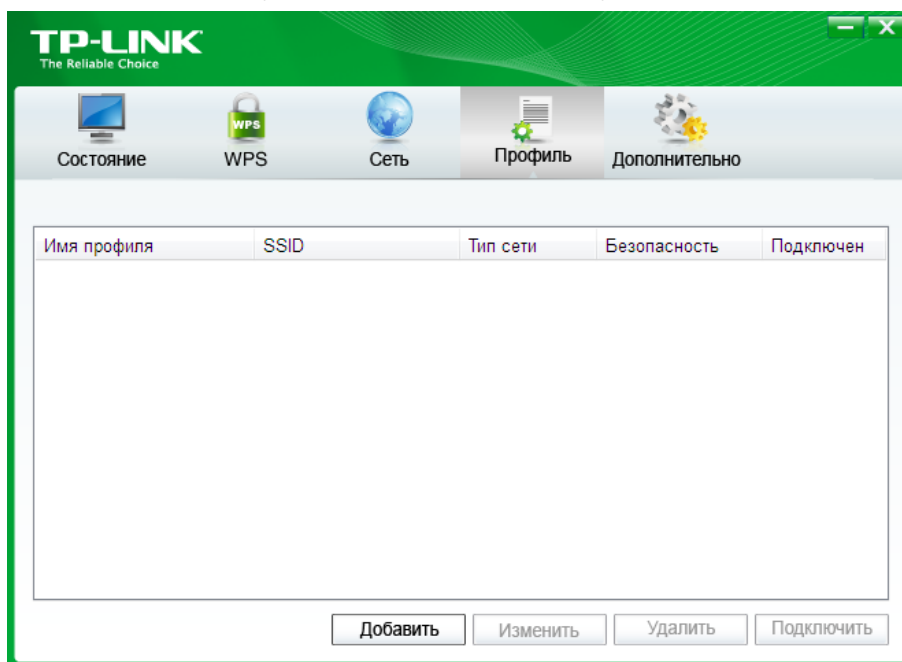 TP-LINK
The Reliable Choice
WPS
Состояние WPS Сеть Профиль Дополнительно
Имя профиля SSID Тип сети Безопасность Подключен
Добавить Изменить Удалить Подключить